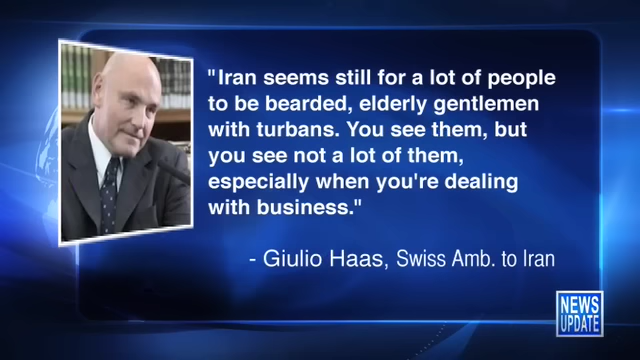 "Iran seems still for a lot of people
to be bearded, elderly gentlemen
with turbans. You see them, but
you see not a lot of them,
especially when you're dealing
with business."
- Giulio Haas, Swiss Amb. to Iran
NEWS
UPDATE